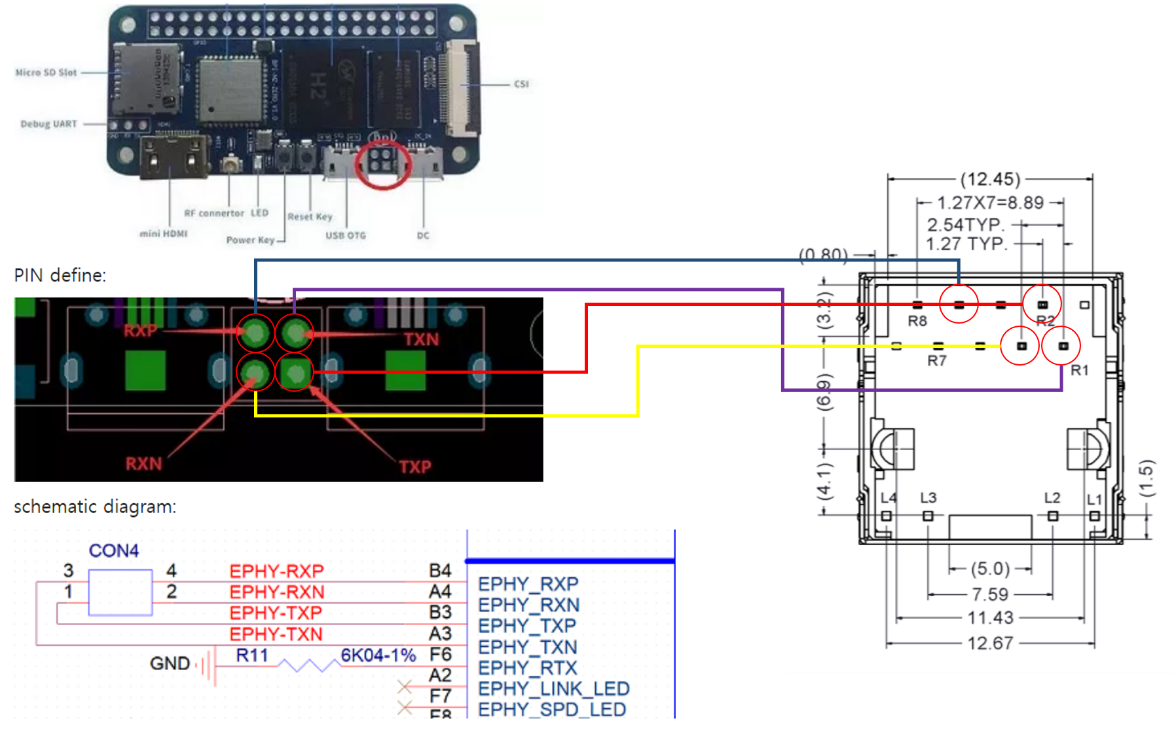 Micro SD Slot
CSI
Debug UART
H2
mini HDMI
RF connertor
LED
Power Key
Reset Key
USB OTG
DC
PIN define:
RXP
TXN
RXN
TXP
schematic diagram:
CON4
3
4
1
2
EPHY-RXP
EPHY-RXN
EPHY-TXP
EPHY-TXN
B4
A4
B3
A3
F6
A2
F7
F8
EPHY_RXP
EPHY_RXN
EPHY_TXP
EPHY_TXN
EPHY_RTX
EPHY_LINK_LED
EPHY_SPD_LED
GND
R11
6K04-1%
(12.45)
1.27X7=8.89
2.54TYP.
1.27 TYP.
(0.80)
(3.2)
R8
R2
R7
R1
(6.9)
(4.1)
(1.5)
L4
L3
L2
L1
(5.0)
7.59
11.43
12.67